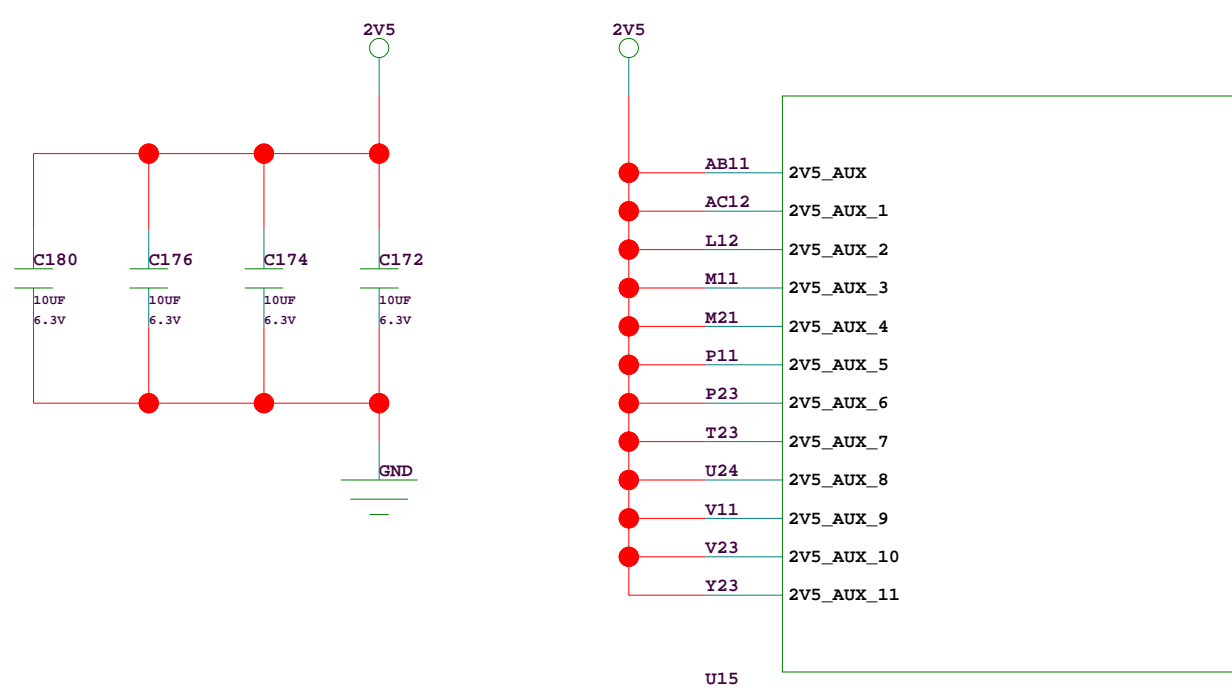 2V5
2V5
C180
10UF
6.3V
C176
10UF
6.3V
C174
10UF
6.3V
C172
10UF
6.3V
GND
AB11 2V5_AUX
AC12 2V5_AUX_1
L12 2V5_AUX_2
M11 2V5_AUX_3
M21 2V5_AUX_4
P11 2V5_AUX_5
P23 2V5_AUX_6
T23 2V5_AUX_7
U24 2V5_AUX_8
V11 2V5_AUX_9
V23 2V5_AUX_10
Y23 2V5_AUX_11
U15